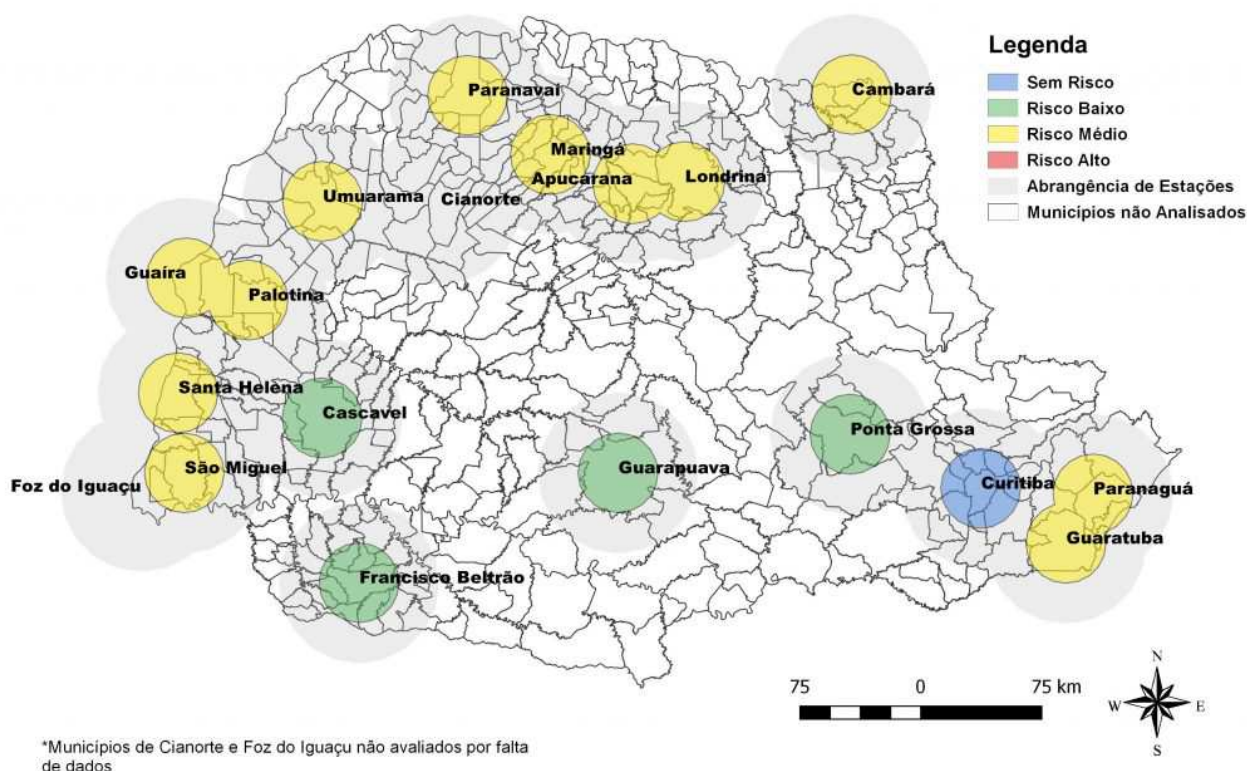 Legenda
Sem Risco
Risco Baixo
Risco Médio
Risco Alto
Abrangência de Estações
Municípios não Analisados
Paranavaí
Cambará
Maringá
Apucarana
Londrina
Umuarama
Cianorte
Guaíra
Palotina
Santa Helena
Cascavel
Ponta Grossa
São Miguel
Guarapuava
Foz do Iguaçu
Curitiba
Paranaguá
Guaratuba
Francisco Beltrão
75 0 75 km
N
W E
S
*Municípios de Cianorte e Foz do Iguaçu não avaliados por falta
de dados